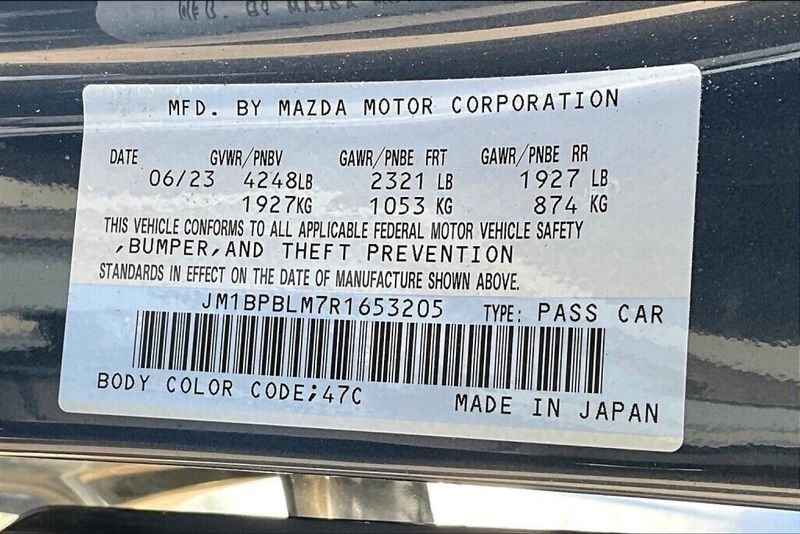 MFD. BY MAZDA
MFD. BY MAZDA MOTOR CORPORATION
DATE GVWR/PNBV GAWR/PNBE FRT GAWR/PNBE RR
06/23 4248LB 2321 LB 1927 LB
1927KG 1053 KG 874 KG
THIS VEHICLE CONFORMS TO ALL APPLICABLE FEDERAL MOTOR VEHICLE SAFETY
,BUMPER,AND THEFT PREVENTION
STANDARDS IN EFFECT ON THE DATE OF MANUFACTURE SHOWN ABOVE.
JM1BPBLM7R1653205 TYPE: PASS CAR
BODY COLOR CODE;47C MADE IN JAPAN